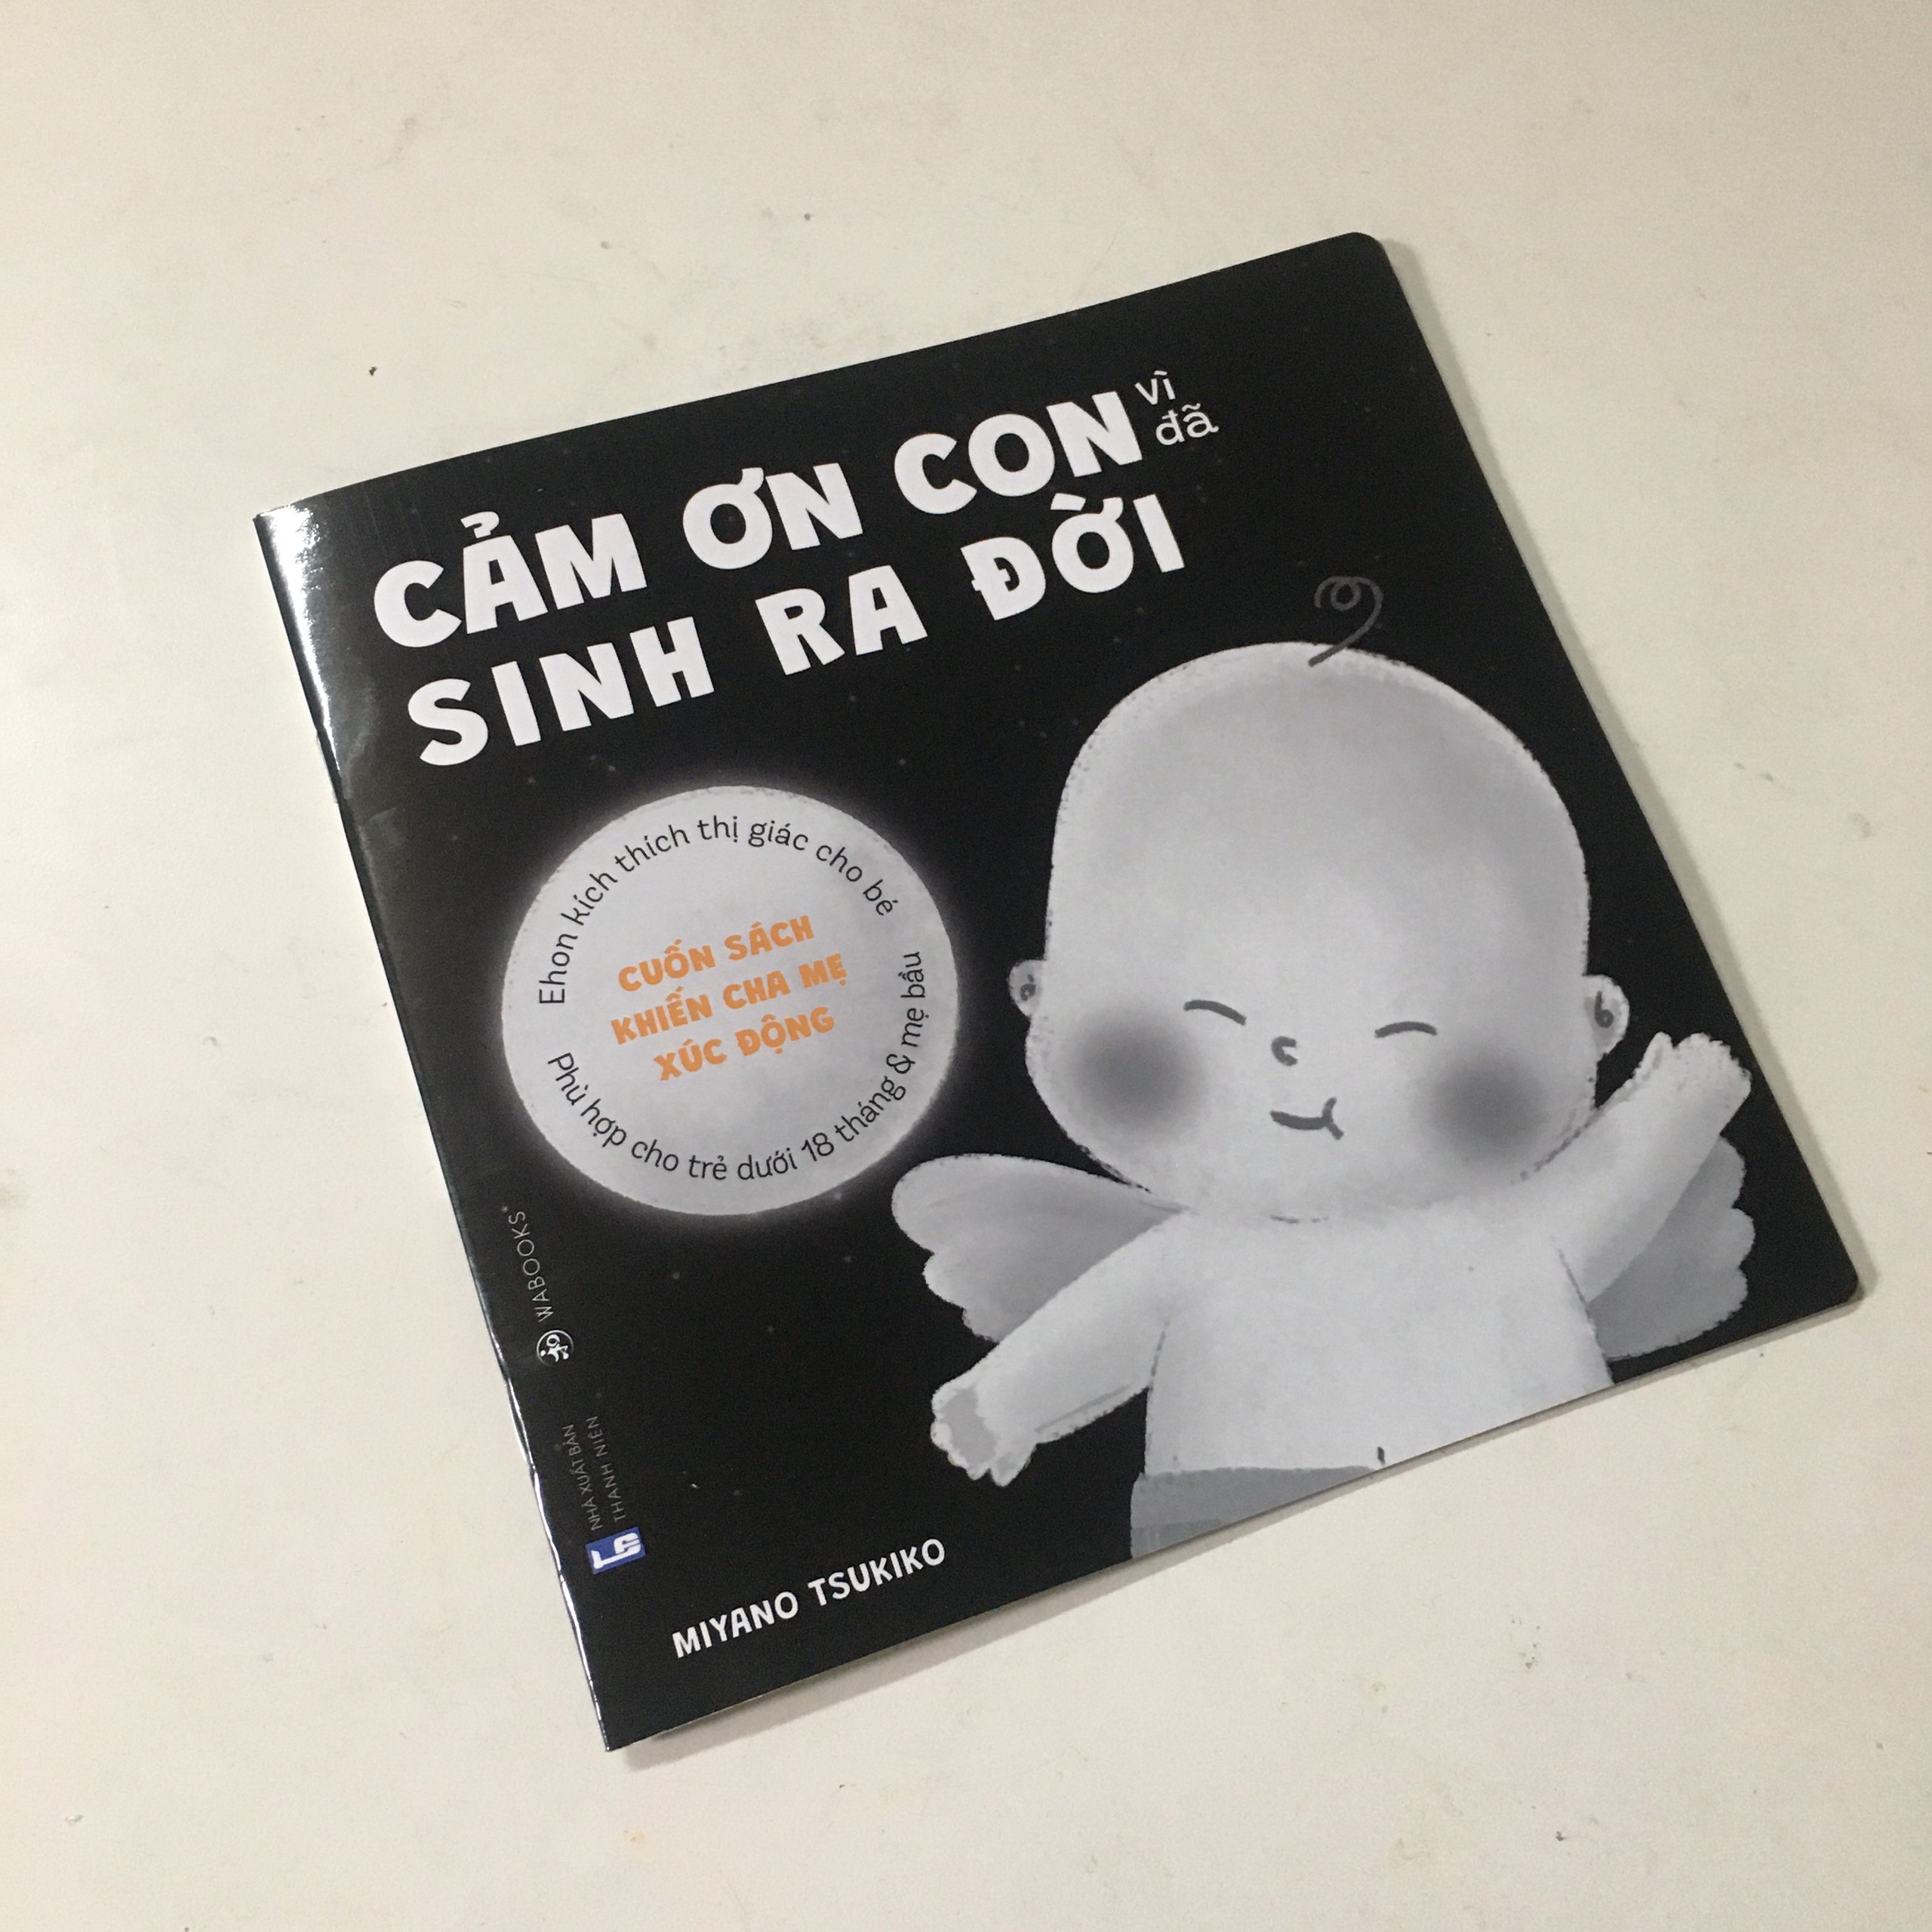 CẢM ƠN CON vì đã
SINH RA ĐỜI
Ehon kích thích thị giác cho bé
CUỐN SÁCH
KHIẾN CHA MẸ
XÚC ĐỘNG
Phù hợp cho trẻ dưới 18 tháng & mẹ bầu
WABOOKS
NHÀ XUẤT BẢN
THANH NIÊN
MIYANO TSUKIKO